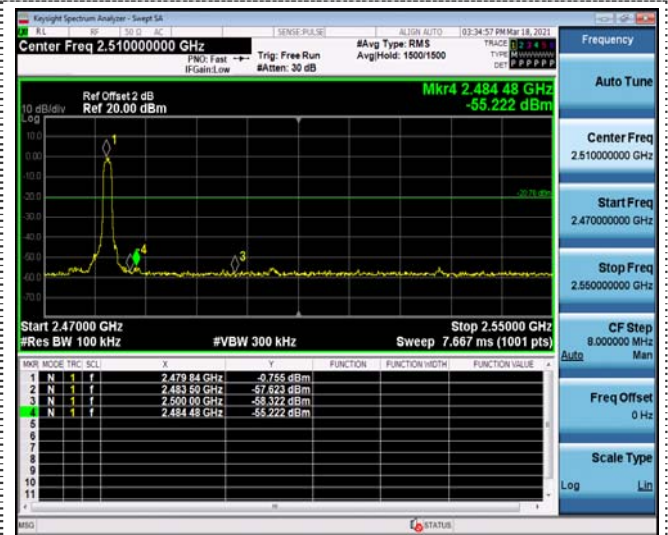 Keysight Spectrum Analyzer - Swept SA
RL RF 50 Ω AC SENSE:PULSE ALIGN AUTO 03:34:57 PM Mar 18, 2021
Center Freq 2.510000000 GHz
PNO: Fast
IFGain:Low
Trig: Free Run
#Atten: 30 dB
#Avg Type: RMS
Avg|Hold: 1500/1500
TRACE 1 2 3 4 5 6
TYPE M
DET P P P P P P
Frequency
Auto Tune
Center Freq
2.510000000 GHz
Start Freq
2.470000000 GHz
Stop Freq
2.550000000 GHz
CF Step
8.000000 MHz
Auto Man
Freq Offset
0 Hz
Scale Type
Log Lin
Mkr4 2.484 48 GHz
-55.222 dBm
Ref Offset 2 dB
10 dB/div Ref 20.00 dBm
Log
10.0
0.00
-10.0
-20.0
-30.0
-40.0
-50.0
-60.0
-70.0
1
4
3
Start 2.47000 GHz Stop 2.55000 GHz
#Res BW 100 kHz #VBW 300 kHz Sweep 7.667 ms (1001 pts)
MKR MODE TRC SCL X Y FUNCTION FUNCTION WIDTH FUNCTION VALUE
1 N 1 f 2.479 84 GHz -0.755 dBm
2 N 1 f 2.483 50 GHz -57.623 dBm
3 N 1 f 2.500 00 GHz -58.322 dBm
4 N 1 f 2.484 48 GHz -55.222 dBm
5
6
7
8
9
10
11
MSG STATUS